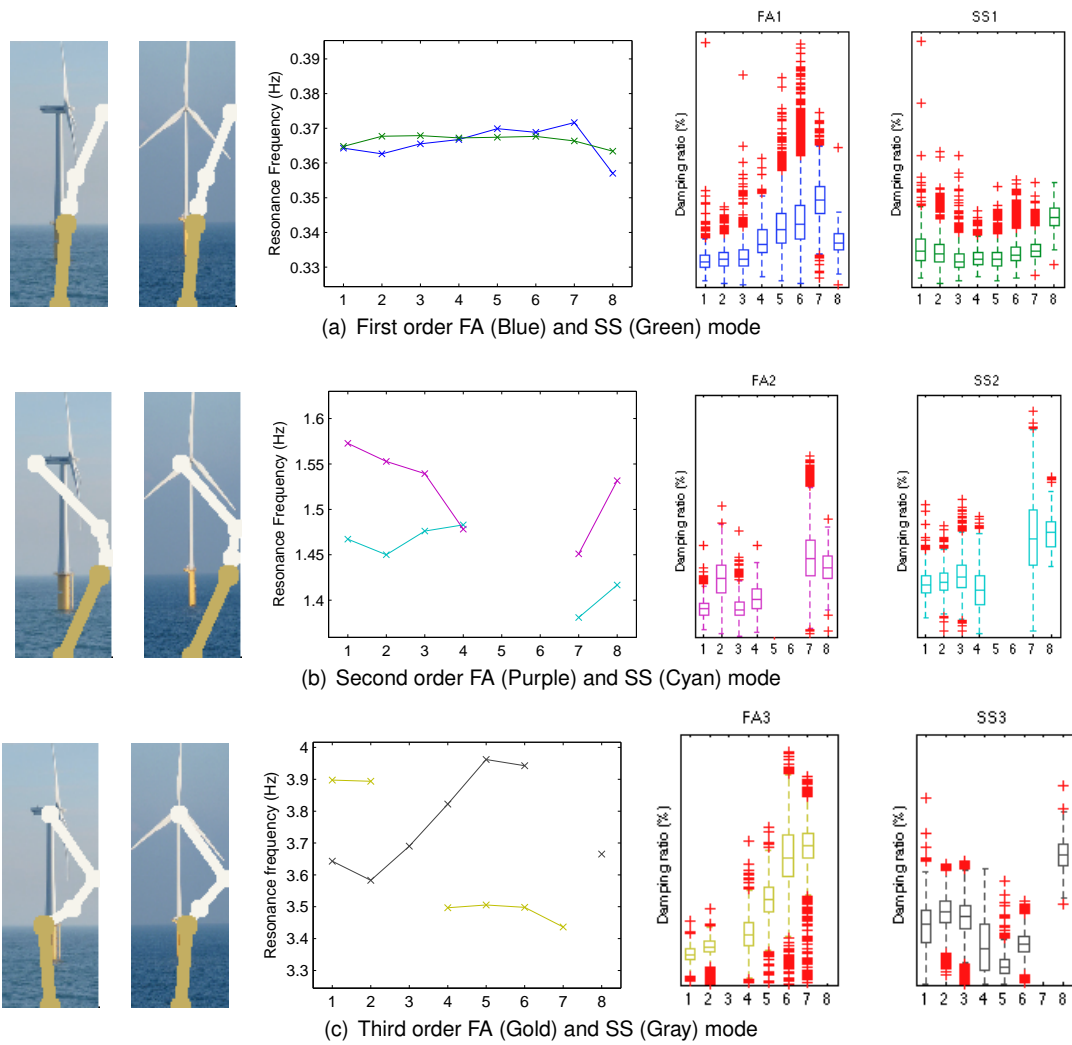 FA1
SS1
Resonance Frequency (Hz)
0.39
0.38
0.37
0.36
0.35
0.34
0.33
1 2 3 4 5 6 7 8
Damping ratio (%)
1 2 3 4 5 6 7 8
Damping ratio (%)
1 2 3 4 5 6 7 8
(a) First order FA (Blue) and SS (Green) mode
FA2
SS2
Resonance Frequency (Hz)
1.6
1.55
1.5
1.45
1.4
1 2 3 4 5 6 7 8
Damping ratio (%)
1 2 3 4 5 6 7 8
Damping ratio (%)
1 2 3 4 5 6 7 8
(b) Second order FA (Purple) and SS (Cyan) mode
FA3
SS3
Resonance frequency (Hz)
4
3.9
3.8
3.7
3.6
3.5
3.4
3.3
1 2 3 4 5 6 7 8
Damping ratio (%)
1 2 3 4 5 6 7 8
Damping ratio (%)
1 2 3 4 5 6 7 8
(c) Third order FA (Gold) and SS (Gray) mode